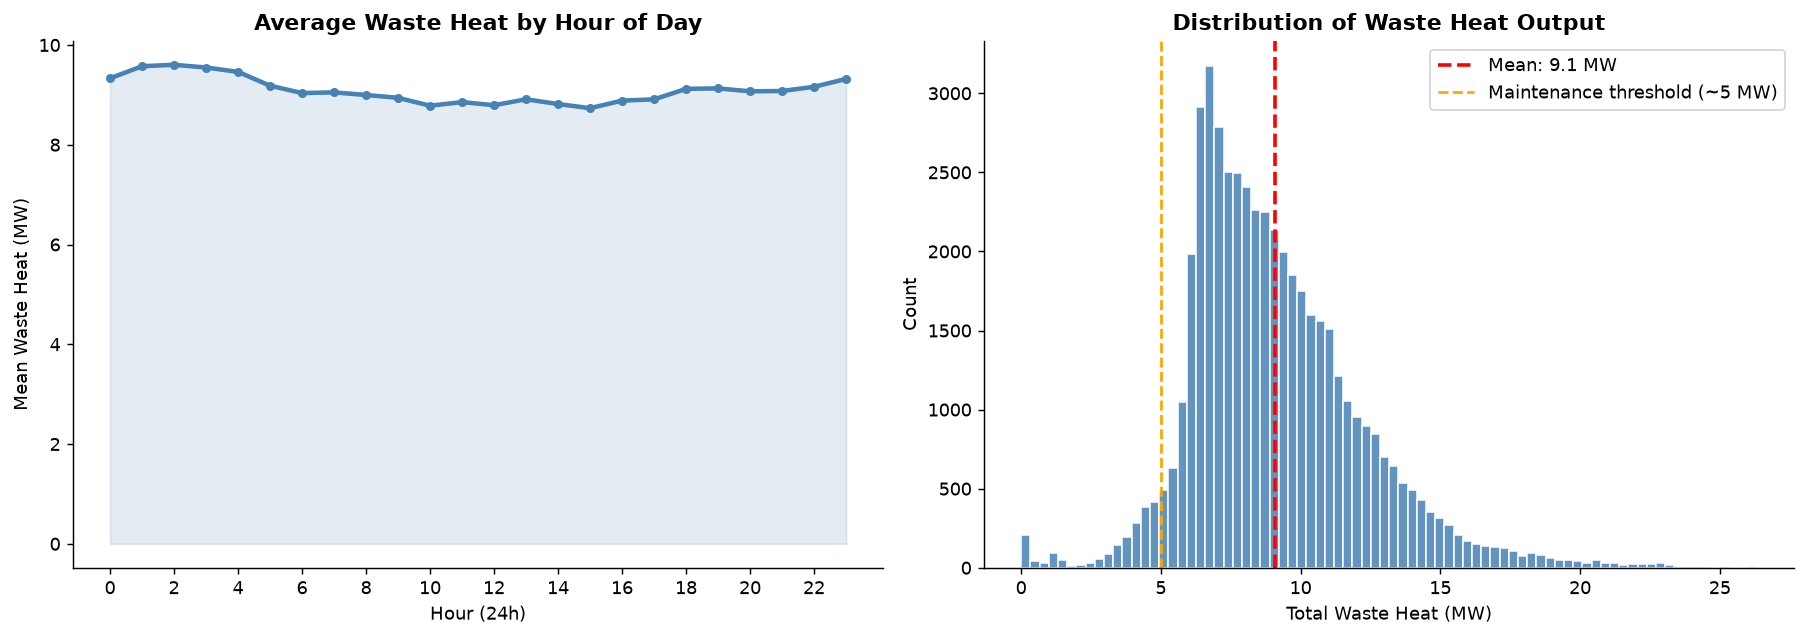 Average Waste Heat by Hour of Day
Mean Waste Heat (MW)
10
8
6
4
2
0
0 2 4 6 8 10 12 14 16 18 20 22
Hour (24h)
Distribution of Waste Heat Output
Mean: 9.1 MW
Maintenance threshold (~5 MW)
Count
3000
2500
2000
1500
1000
500
0
0 5 10 15 20 25
Total Waste Heat (MW)